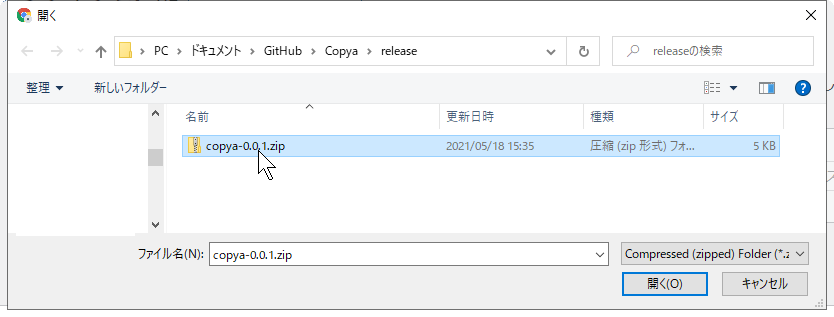 開く
PC > ドキュメント > GitHub > Copya > release
releaseの検索
整理 新しいフォルダー
名前 更新日時 種類 サイズ
copya-0.0.1.zip 2021/05/18 15:35 圧縮 (zip 形式) フォ... 5 KB
ファイル名(N): copya-0.0.1.zip Compressed (zipped) Folder (*.z
開く(O) キャンセル